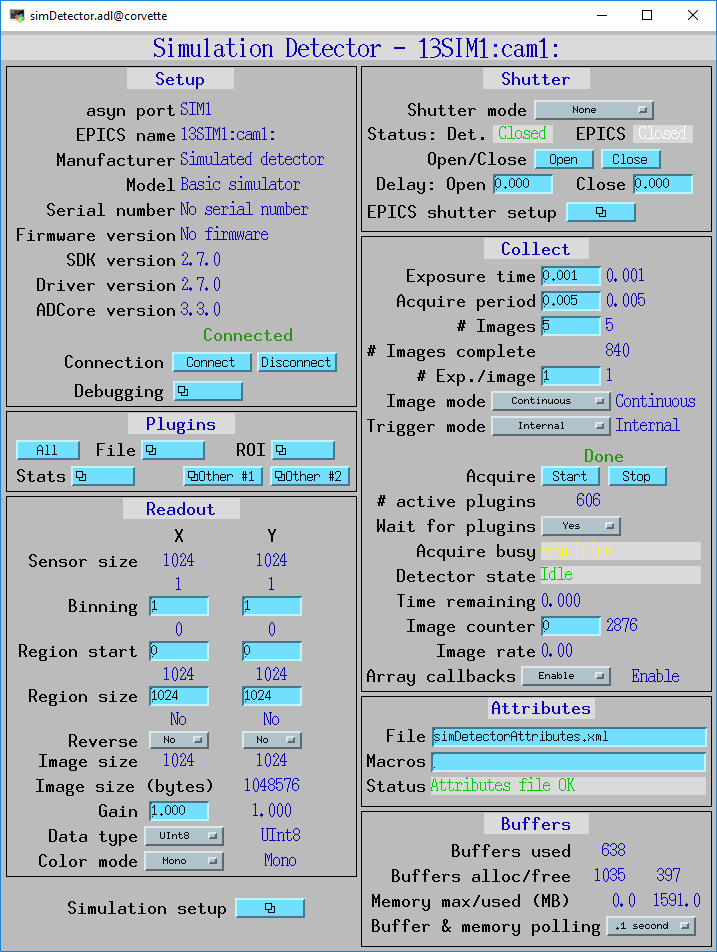 simDetector.adl@corvette
Simulation Detector - 13SIM1:cam1:
Setup
asyn port SIM1
EPICS name 13SIM1:cam1:
Manufacturer Simulated detector
Model Basic simulator
Serial number No serial number
Firmware version No firmware
SDK version 2.7.0
Driver version 2.7.0
ADCore version 3.3.0
Connected
Connection Connect Disconnect
Debugging
Plugins
All File ROI
Stats Other #1 Other #2
Readout
X Y
Sensor size 1024 1024
1 1
Binning 1 1
0 0
Region start 0 0
1024 1024
Region size 1024 1024
No No
Reverse No No
Image size 1024 1024
Image size (bytes) 1048576
Gain 1.000 1.000
Data type UInt8 UInt8
Color mode Mono Mono
Simulation setup
Shutter
Shutter mode None
Status: Det. Closed EPICS Closed
Open/Close Open Close
Delay: Open 0.000 Close 0.000
EPICS shutter setup
Collect
Exposure time 0.001 0.001
Acquire period 0.005 0.005
# Images 5 5
# Images complete 840
# Exp./image 1 1
Image mode Continuous Continuous
Trigger mode Internal Internal
Done
Acquire Start Stop
# active plugins 606
Wait for plugins Yes
Acquire busy Acquiring
Detector state Idle
Time remaining 0.000
Image counter 0 2876
Image rate 0.00
Array callbacks Enable Enable
Attributes
File simDetectorAttributes.xml
Macros
Status Attributes file OK
Buffers
Buffers used 638
Buffers alloc/free 1035 397
Memory max/used (MB) 0.0 1591.0
Buffer & memory polling .1 second